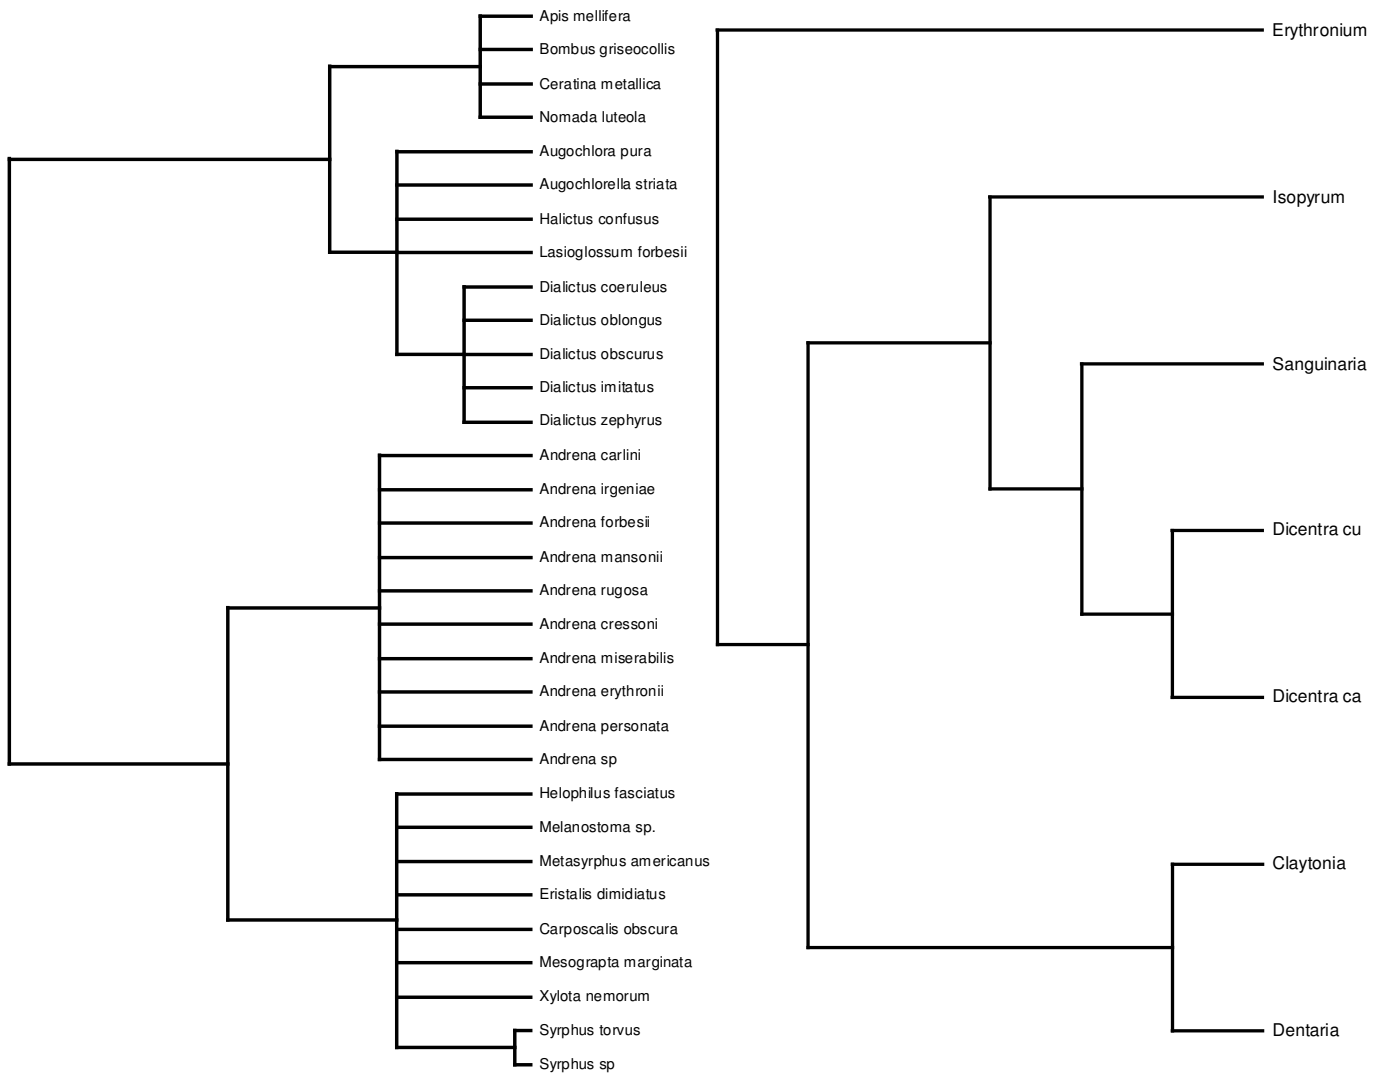 Apis mellifera
Bombus griseocollis
Ceratina metallica
Nomada luteola
Augochlora pura
Augochlorella striata
Halictus confusus
Lasioglossum forbesii
Dialictus coeruleus
Dialictus oblongus
Dialictus obscurus
Dialictus imitatus
Dialictus zephyrus
Andrena carlini
Andrena irgeniae
Andrena forbesii
Andrena mansonii
Andrena rugosa
Andrena cressoni
Andrena miserabilis
Andrena erythronii
Andrena personata
Andrena sp
Helophilus fasciatus
Melanostoma sp.
Metasyrphus americanus
Eristalis dimidiatus
Carposcalis obscura
Mesograpta marginata
Xylota nemorum
Syrphus torvus
Syrphus sp
Erythronium
Isopyrum
Sanguinaria
Dicentra cu
Dicentra ca
Claytonia
Dentaria